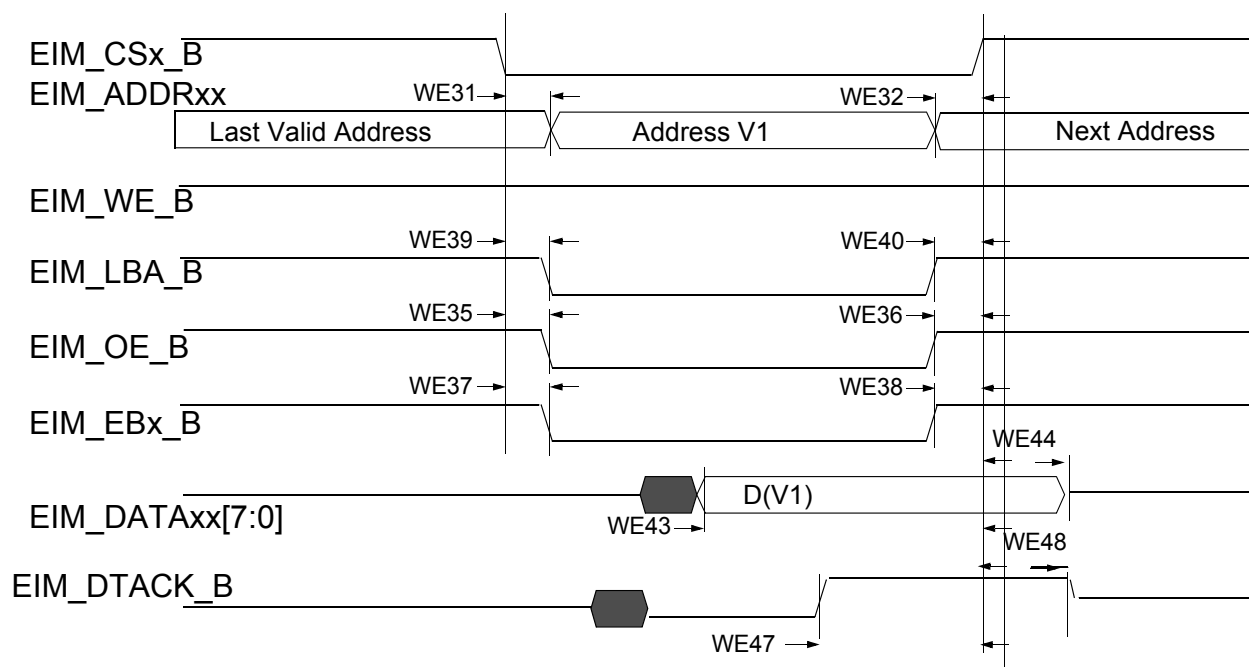 EIM_CSx_B
EIM_ADDRxx
WE31
WE32
Last Valid Address
Address V1
Next Address
EIM_WE_B
WE39
WE40
EIM_LBA_B
WE35
WE36
EIM_OE_B
WE37
WE38
EIM_EBx_B
WE44
D(V1)
EIM_DATAxx[7:0]
WE43
WE48
EIM_DTACK_B
WE47